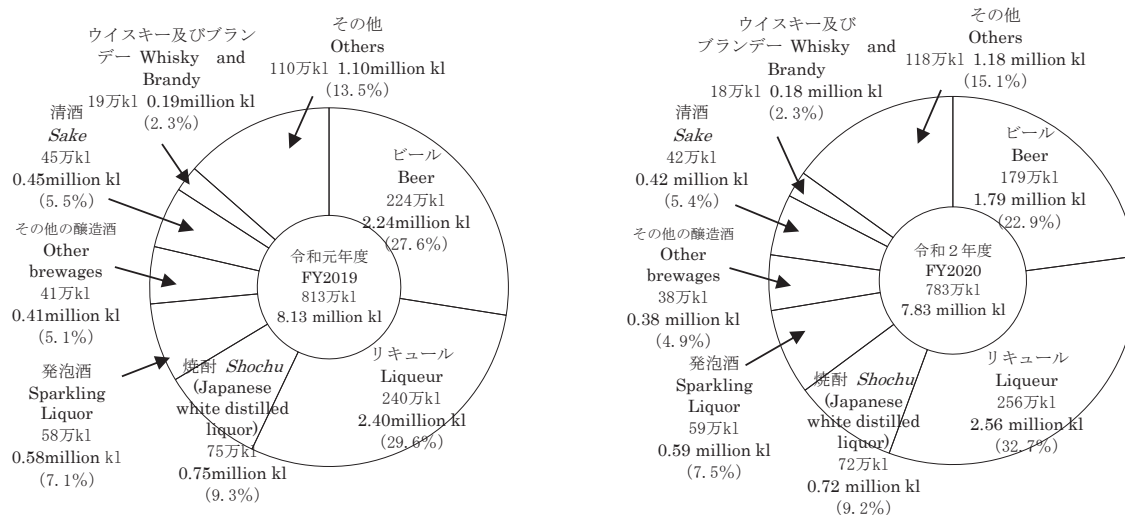 ウイスキー及びブラン
デー Whisky and
Brandy
19万kl 0.19million kl
(2.3%)
その他
Others
110万kl 1.10million kl
(13.5%)
清酒
Sake
45万kl
0.45million kl
(5.5%)
その他の醸造酒
Other
brewages
41万kl
0.41million kl
(5.1%)
発泡酒
Sparkling
Liquor
58万kl
0.58million kl
(7.1%)
焼酎 Shochu
(Japanese
white distilled
liquor)
75万kl
0.75million kl
(9.3%)
ビール
Beer
224万kl
2.24million kl
(27.6%)
令和元年度
FY2019
813万kl
8.13 million kl
リキュール
Liqueur
240万kl
2.40million kl
(29.6%)
ウイスキー及び
ブランデー Whisky and
Brandy
18万kl 0.18 million kl
(2.3%)
その他
Others
118万kl 1.18 million kl
(15.1%)
清酒
Sake
42万kl
0.42 million kl
(5.4%)
その他の醸造酒
Other
brewages
38万kl
0.38 million kl
(4.9%)
発泡酒
Sparkling
Liquor
59万kl
0.59 million kl
(7.5%)
焼酎 Shochu
(Japanese
white distilled
liquor)
72万kl
0.72 million kl
(9.2%)
ビール
Beer
179万kl
1.79 million kl
(22.9%)
令和２年度
FY2020
783万kl
7.83 million kl
リキュール
Liqueur
256万kl
2.56 million kl
(32.7%)